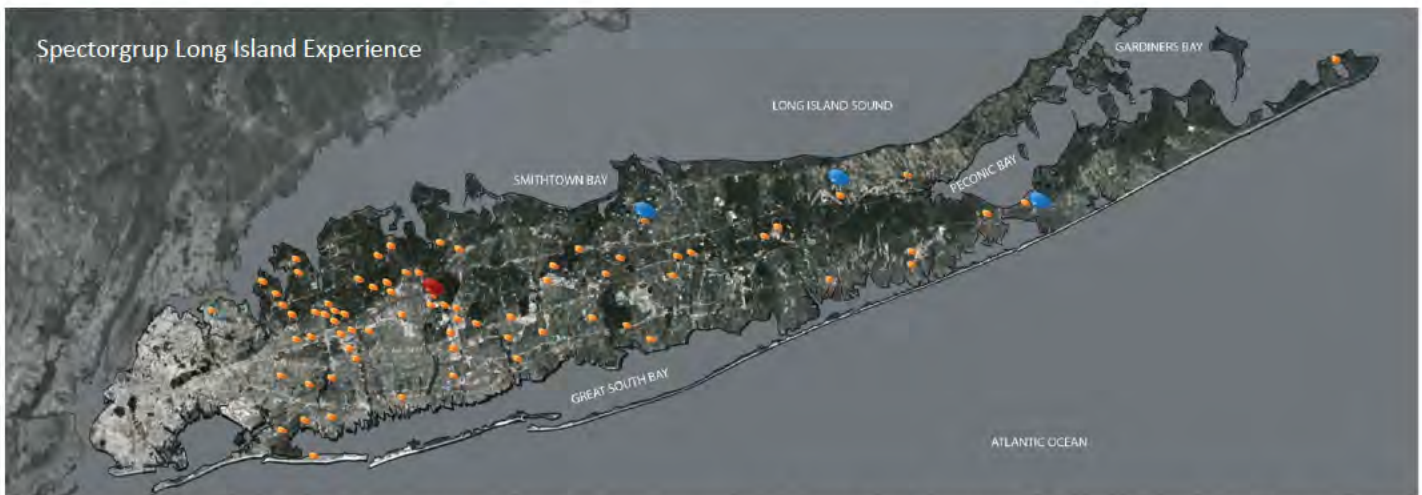 Spectorgrup Long Island Experience
GARDINERS BAY
LONG ISLAND SOUND
SMITHTOWN BAY
PECONIC BAY
GREAT SOUTH BAY
ATLANTIC OCEAN